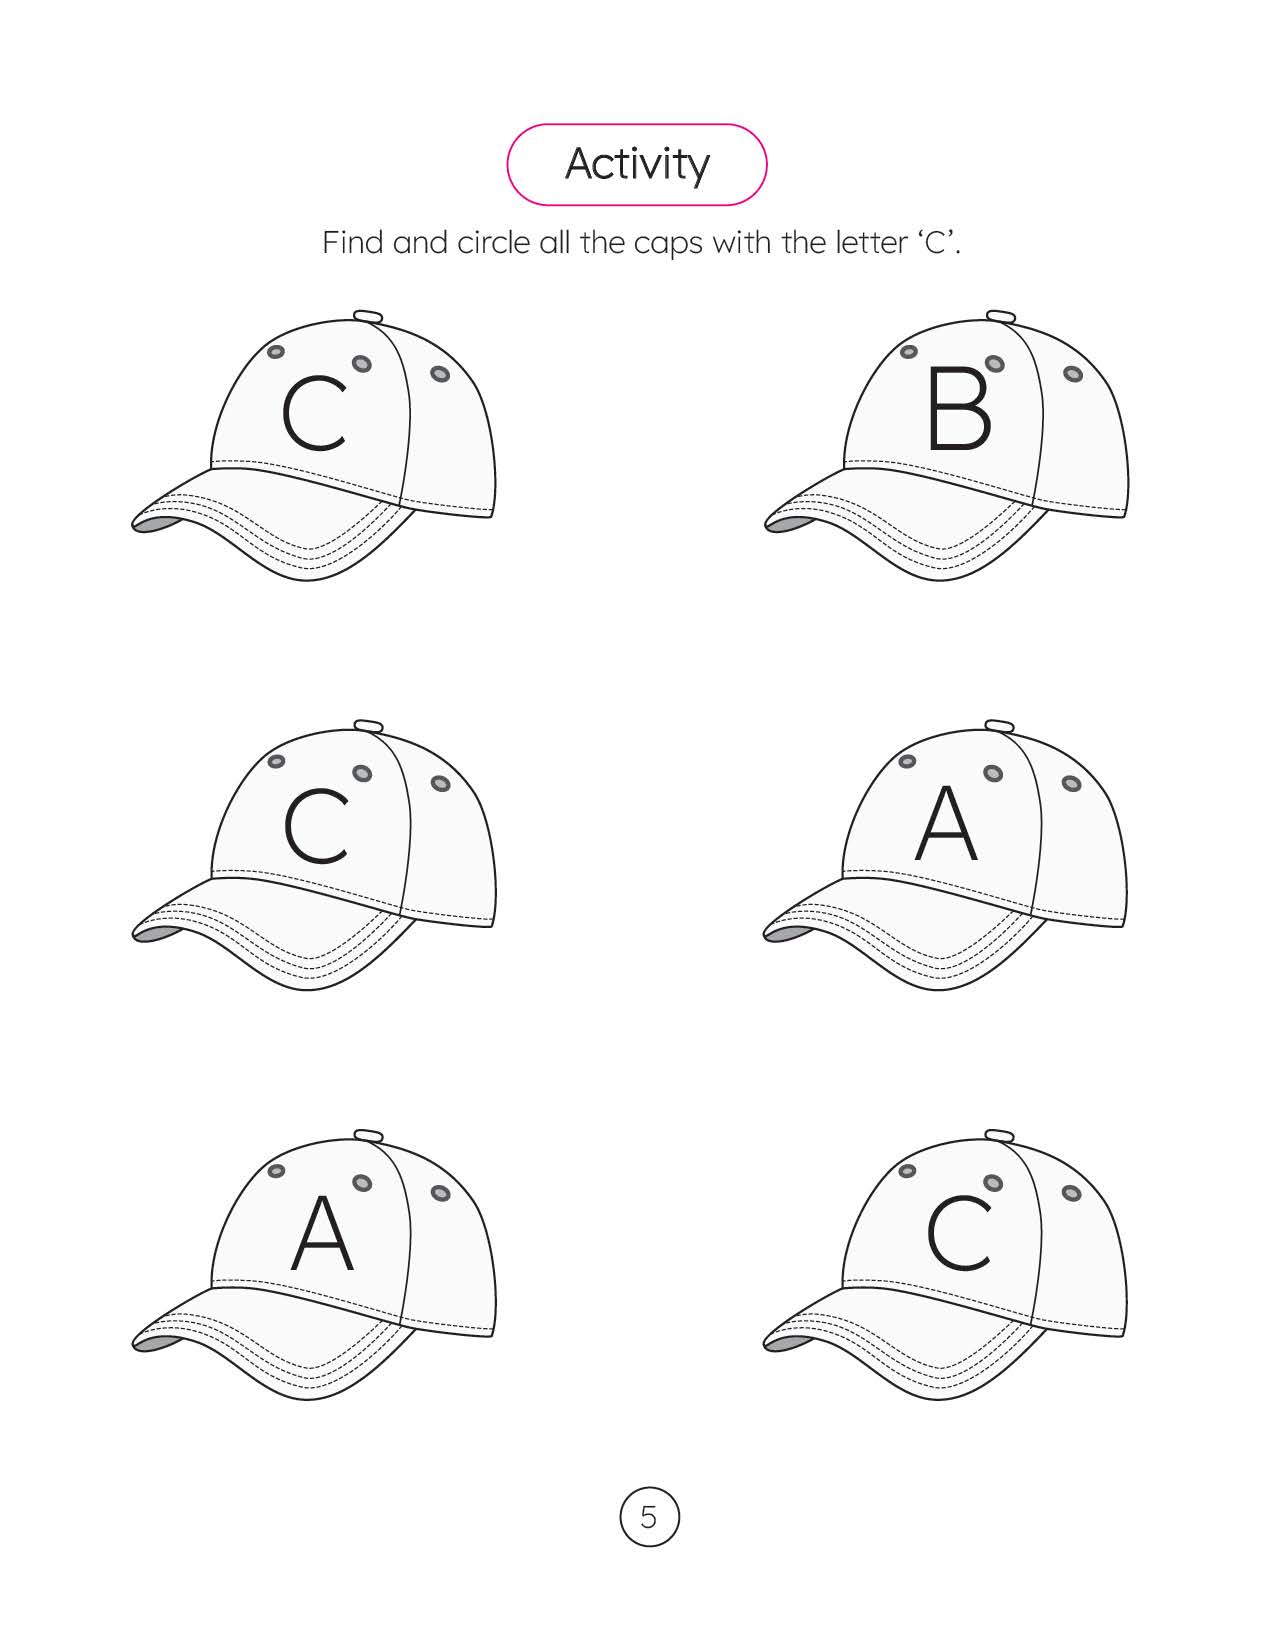 Activity
Find and circle all the caps with the letter ‘C’.
C
B
C
A
A
C
5